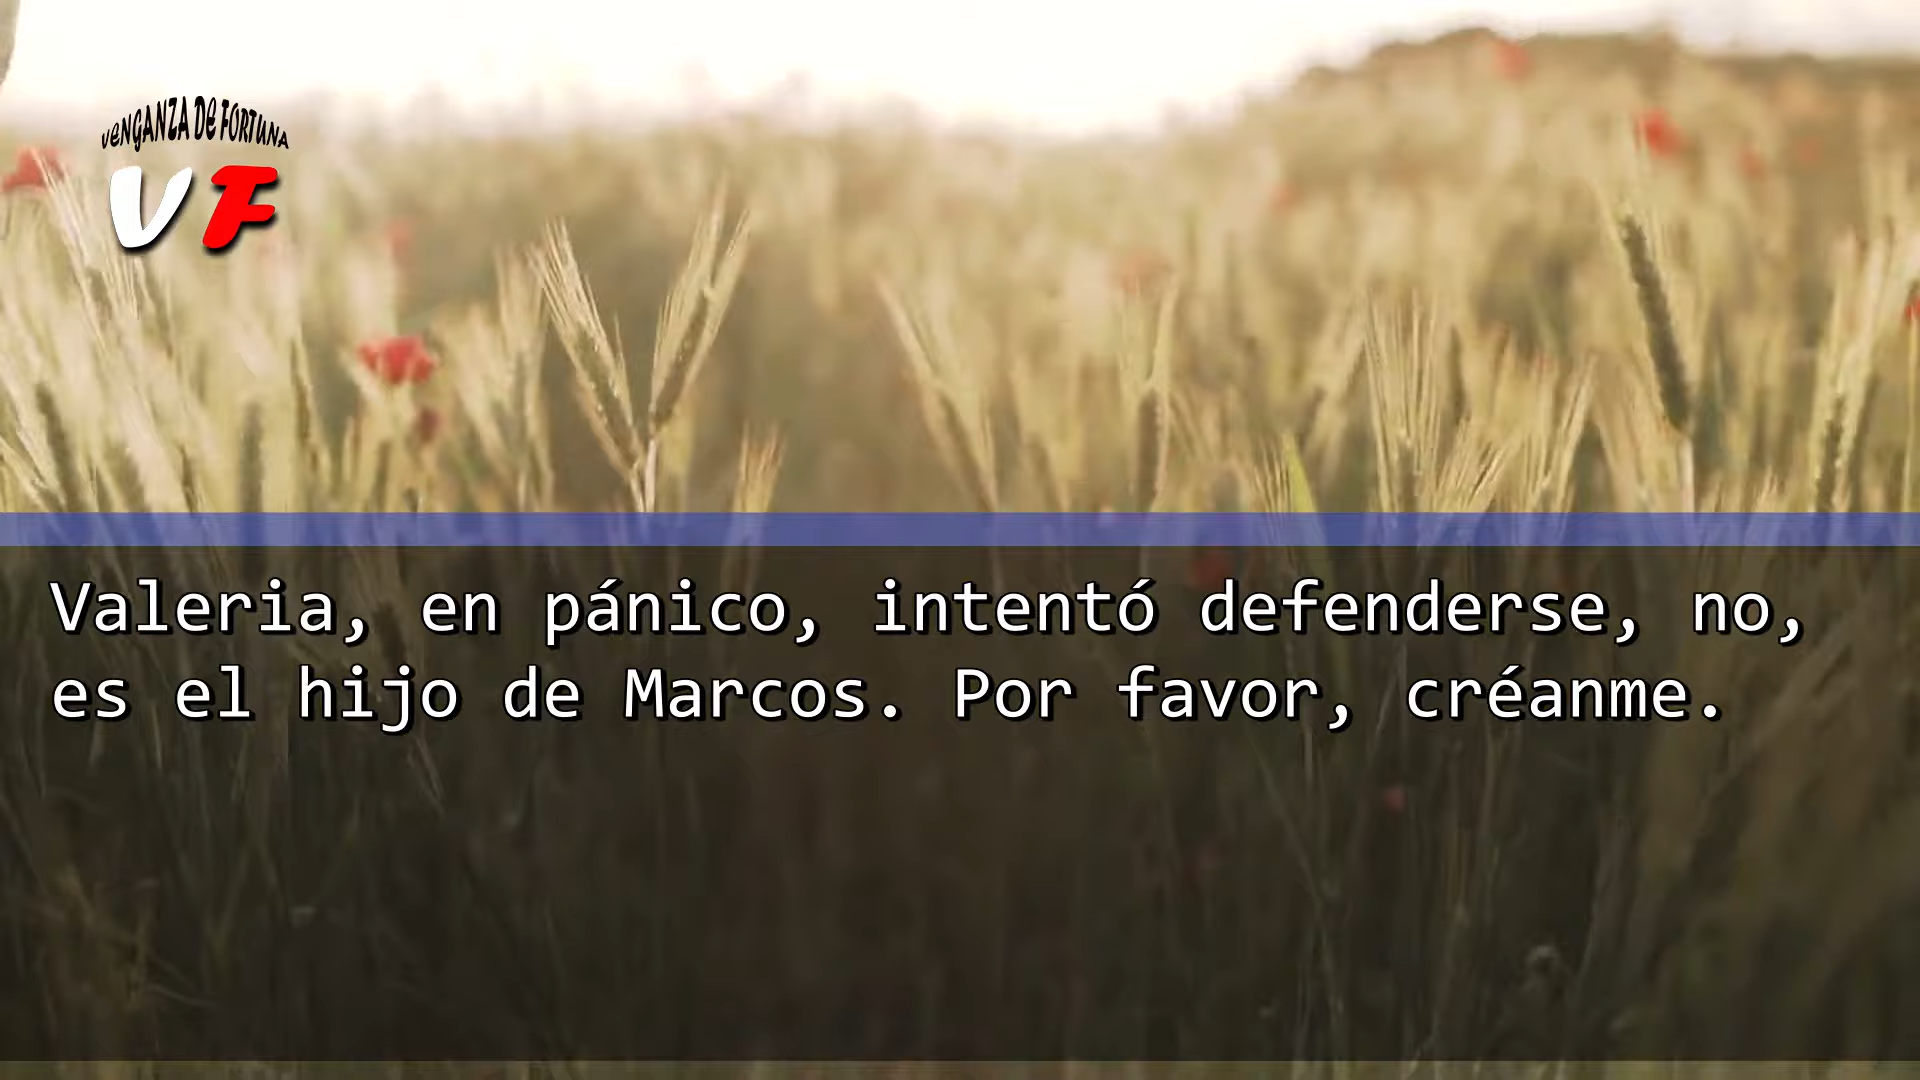 VENGANZA DE FORTUNA
VF
Valeria, en pánico, intentó defenderse, no,
es el hijo de Marcos. Por favor, créanme.